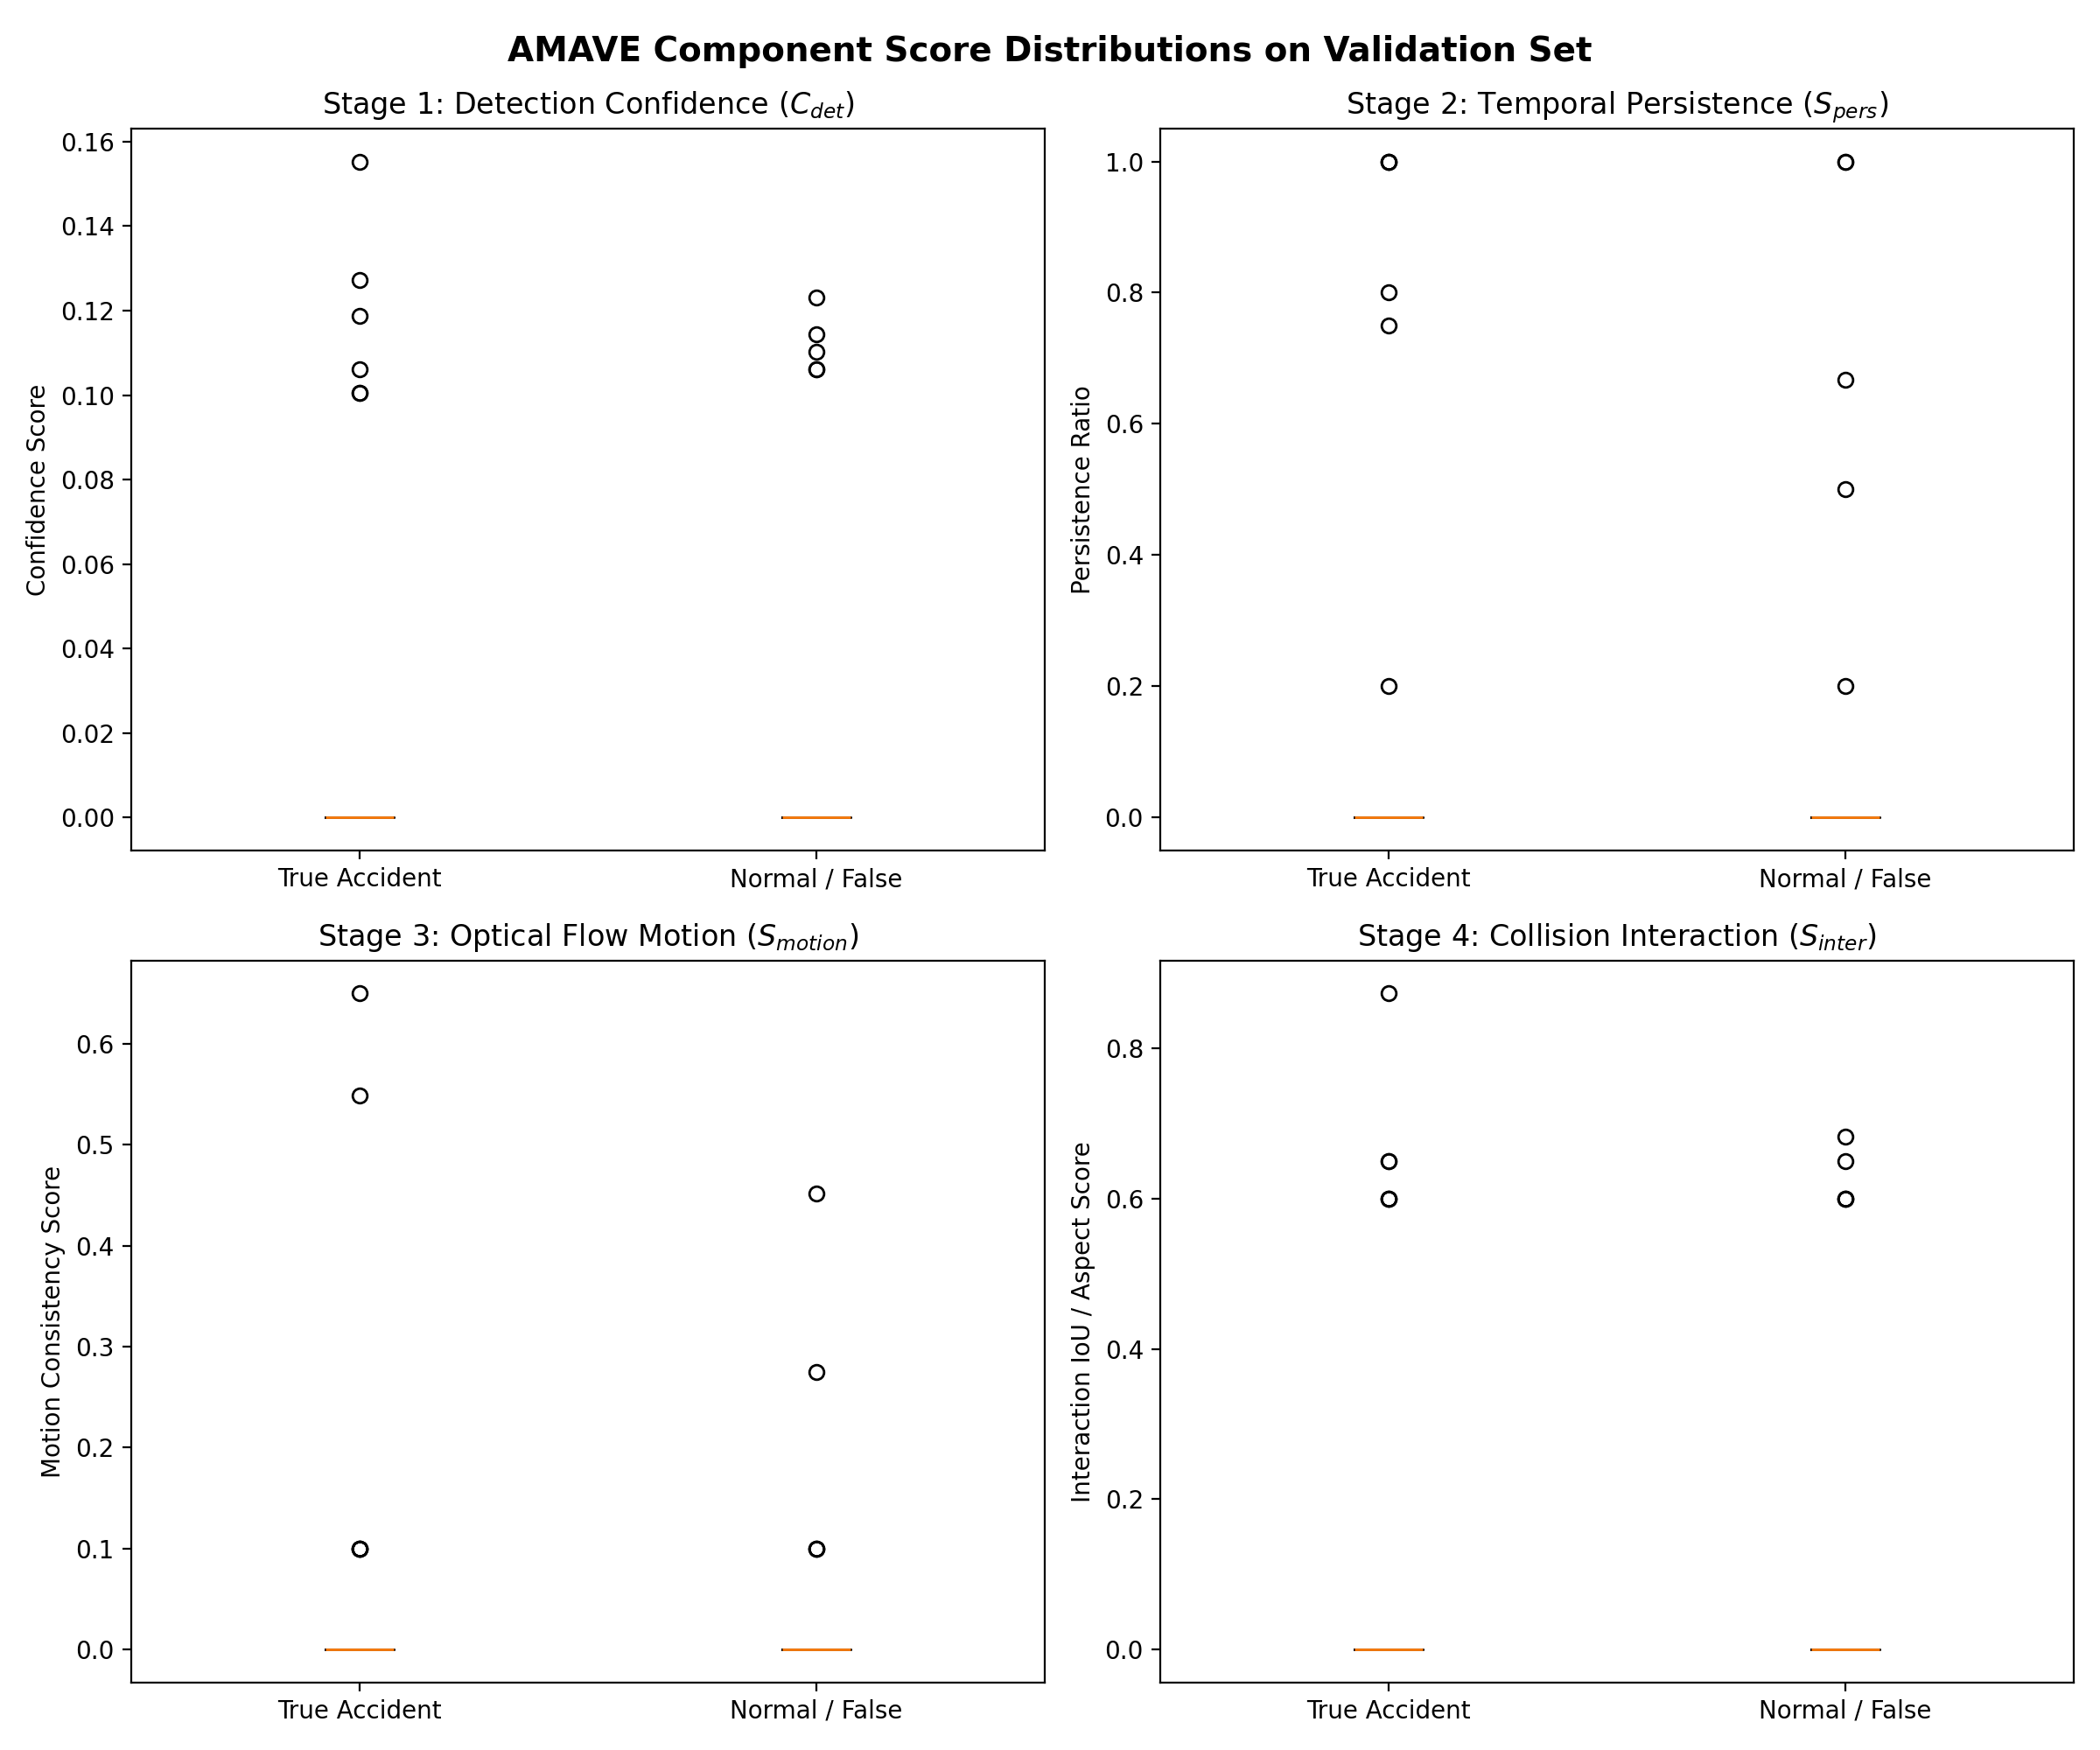 AMAVE Component Score Distributions on Validation Set
Stage 1: Detection Confidence (C_det)
Confidence Score
0.16
0.14
0.12
0.10
0.08
0.06
0.04
0.02
0.00
True Accident
Normal / False
Stage 2: Temporal Persistence (S_pers)
Persistence Ratio
1.0
0.8
0.6
0.4
0.2
0.0
True Accident
Normal / False
Stage 3: Optical Flow Motion (S_motion)
Motion Consistency Score
0.6
0.5
0.4
0.3
0.2
0.1
0.0
True Accident
Normal / False
Stage 4: Collision Interaction (S_inter)
Interaction IoU / Aspect Score
0.8
0.6
0.4
0.2
0.0
True Accident
Normal / False